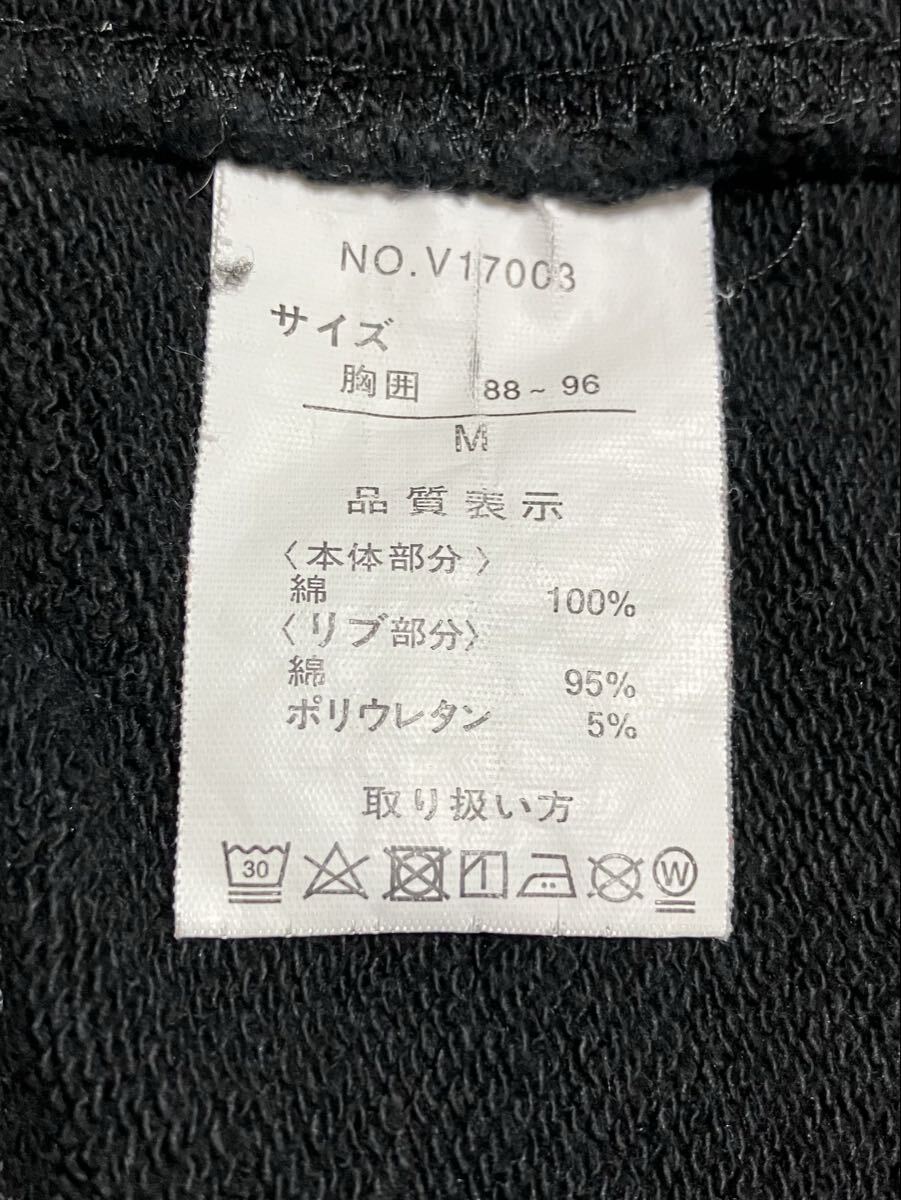 NO.V17003
サイズ
胸囲 88~96
M
品質表示
〈本体部分〉
綿 100%
〈リブ部分〉
綿 95%
ポリウレタン 5%
取り扱い方
30 W